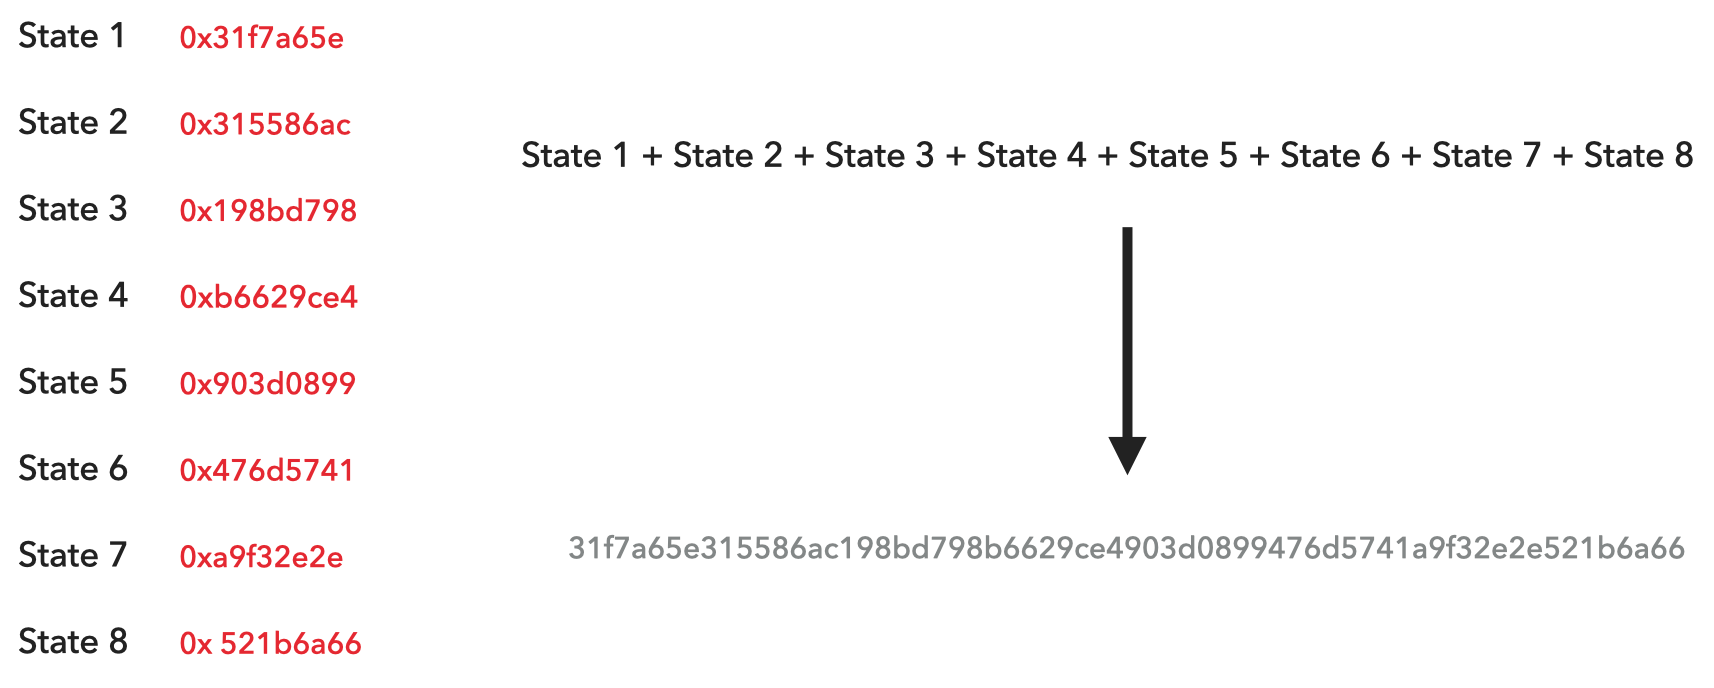 State 1 0x31f7a65e
State 2 0x315586ac
State 3 0x198bd798
State 4 0xb6629ce4
State 5 0x903d0899
State 6 0x476d5741
State 7 0xa9f32e2e
State 8 0x 521b6a66
State 1 + State 2 + State 3 + State 4 + State 5 + State 6 + State 7 + State 8
31f7a65e315586ac198bd798b6629ce4903d0899476d5741a9f32e2e521b6a66